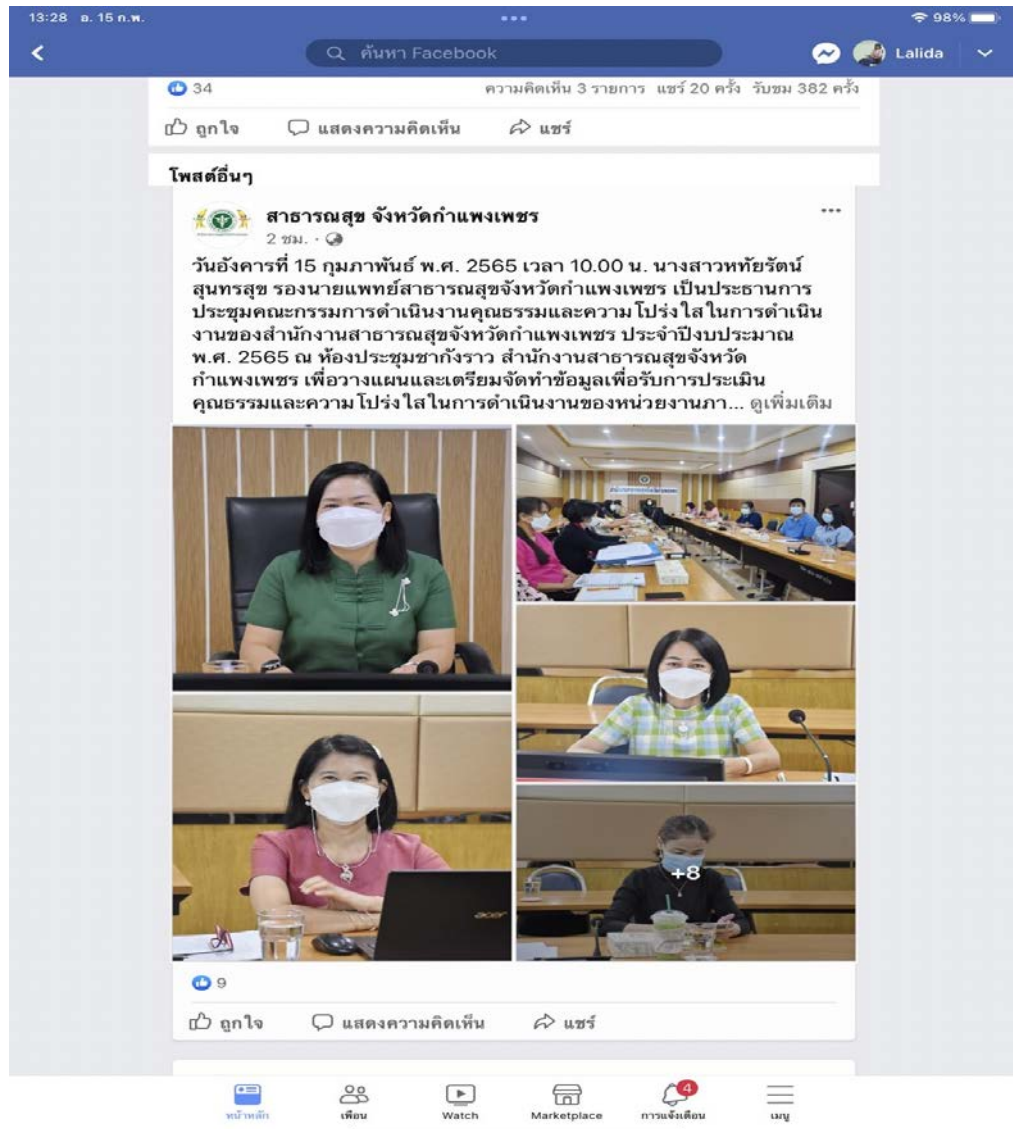 13:28 อ. 15 ก.พ.
98%
ค้นหา Facebook
Lalida
34
ความคิดเห็น 3 รายการ แชร์ 20 ครั้ง รับชม 382 ครั้ง
ถูกใจ แสดงความคิดเห็น แชร์
โพสต์อื่นๆ
สาธารณสุข จังหวัดกำแพงเพชร
2 ชม. ·
วันอังคารที่ 15 กุมภาพันธ์ พ.ศ. 2565 เวลา 10.00 น. นางสาวหทัยรัตน์
สุนทรสุข รองนายแพทย์สาธารณสุขจังหวัดกำแพงเพชร เป็นประธานการ
ประชุมคณะกรรมการดำเนินงานคุณธรรมและความโปร่งใสในการดำเนิน
งานของสำนักงานสาธารณสุขจังหวัดกำแพงเพชร ประจำปีงบประมาณ
พ.ศ. 2565 ณ ห้องประชุมชากังราว สำนักงานสาธารณสุขจังหวัด
กำแพงเพชร เพื่อวางแผนและเตรียมจัดทำข้อมูลเพื่อรับการประเมิน
คุณธรรมและความโปร่งใสในการดำเนินงานของหน่วยงานภา... ดูเพิ่มเติม
acer
+8
9
ถูกใจ แสดงความคิดเห็น แชร์
4
หน้าหลัก เพื่อน Watch Marketplace การแจ้งเตือน เมนู